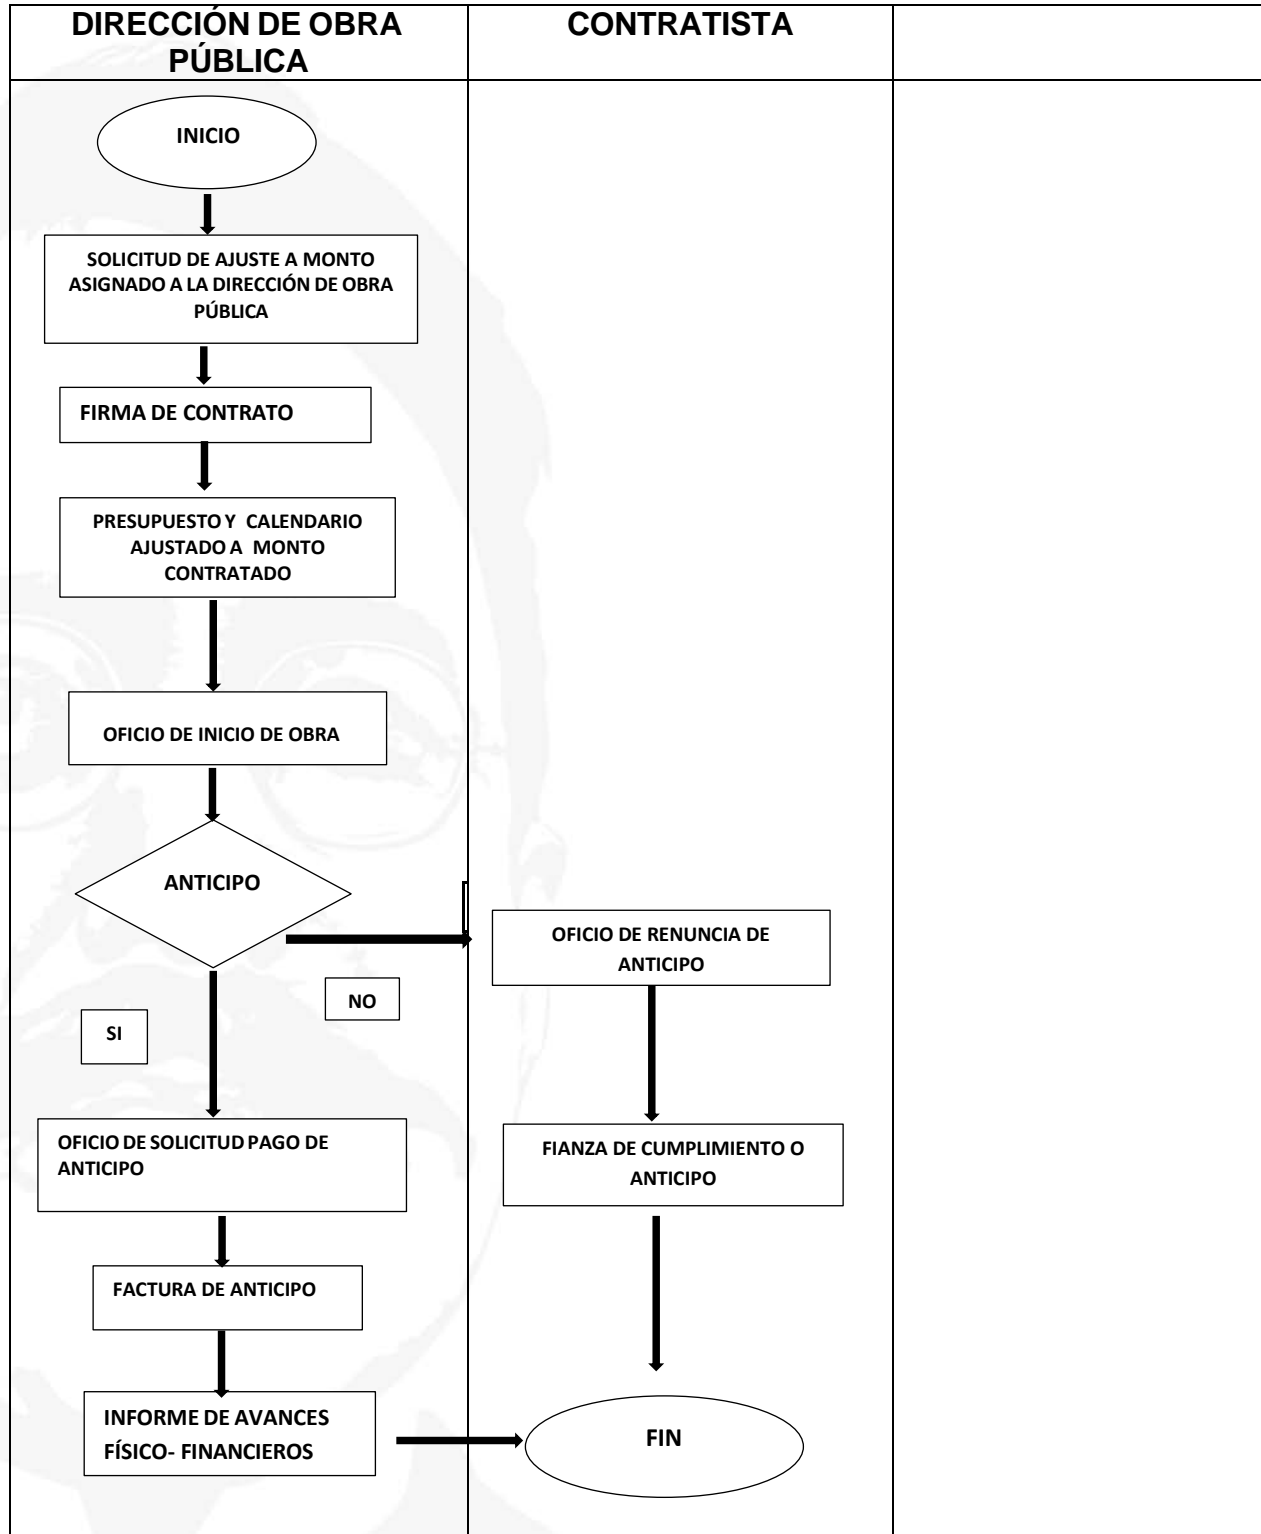 DIRECCIÓN DE OBRA
PÚBLICA
CONTRATISTA
INICIO
SOLICITUD DE AJUSTE A MONTO
ASIGNADO A LA DIRECCIÓN DE OBRA
PÚBLICA
FIRMA DE CONTRATO
PRESUPUESTO Y CALENDARIO
AJUSTADO A MONTO
CONTRATADO
OFICIO DE INICIO DE OBRA
ANTICIPO
OFICIO DE RENUNCIA DE
ANTICIPO
NO
SI
OFICIO DE SOLICITUD PAGO DE
ANTICIPO
FIANZA DE CUMPLIMIENTO O
ANTICIPO
FACTURA DE ANTICIPO
INFORME DE AVANCES
FÍSICO- FINANCIEROS
FIN